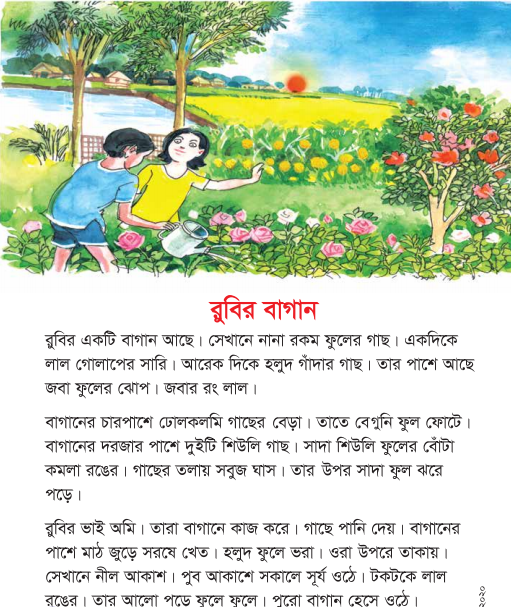 রুবির বাগান
রুবির একটি বাগান আছে। সেখানে নানা রকম ফুলের গাছ। একদিকে
লাল গোলাপের সারি। আরেক দিকে হলুদ গাঁদার গাছ। তার পাশে আছে
জবা ফুলের ঝোপ। জবার রং লাল।
বাগানের চারপাশে ঢোলকলমি গাছের বেড়া। তাতে বেগুনি ফুল ফোটে।
বাগানের দরজার পাশে দুইটি শিউলি গাছ। সাদা শিউলি ফুলের বোঁটা
কমলা রঙের। গাছের তলায় সবুজ ঘাস। তার উপর সাদা ফুল ঝরে
পড়ে।
রুবির ভাই অমি। তারা বাগানে কাজ করে। গাছে পানি দেয়। বাগানের
পাশে মাঠ জুড়ে সরষে খেত। হলুদ ফুলে ভরা। ওরা উপরে তাকায়।
সেখানে নীল আকাশ। পুব আকাশে সকালে সূর্য ওঠে। টকটকে লাল
রঙের। তার আলো পড়ে ফুলে ফুলে। পুরো বাগান হেসে ওঠে।
২০২০